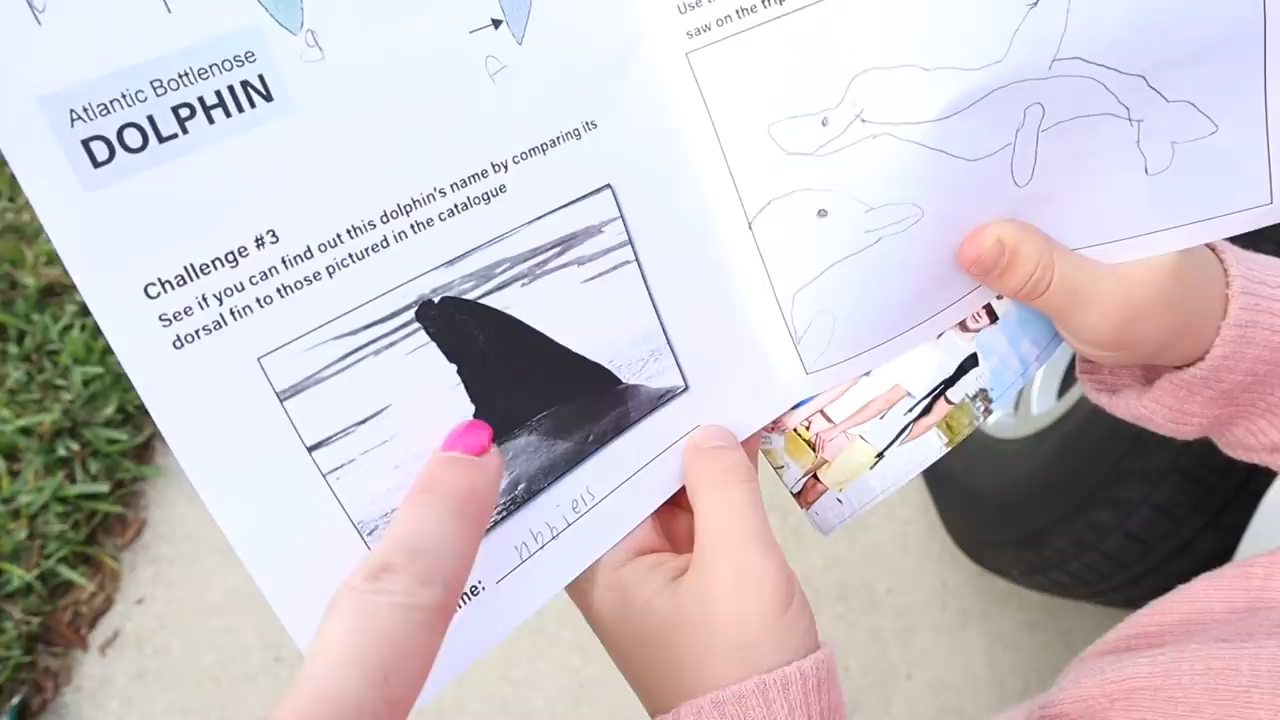 g
A
Atlantic Bottlenose
DOLPHIN
Challenge #3
See if you can find out this dolphin's name by comparing its
dorsal fin to those pictured in the catalogue
saw on the trip